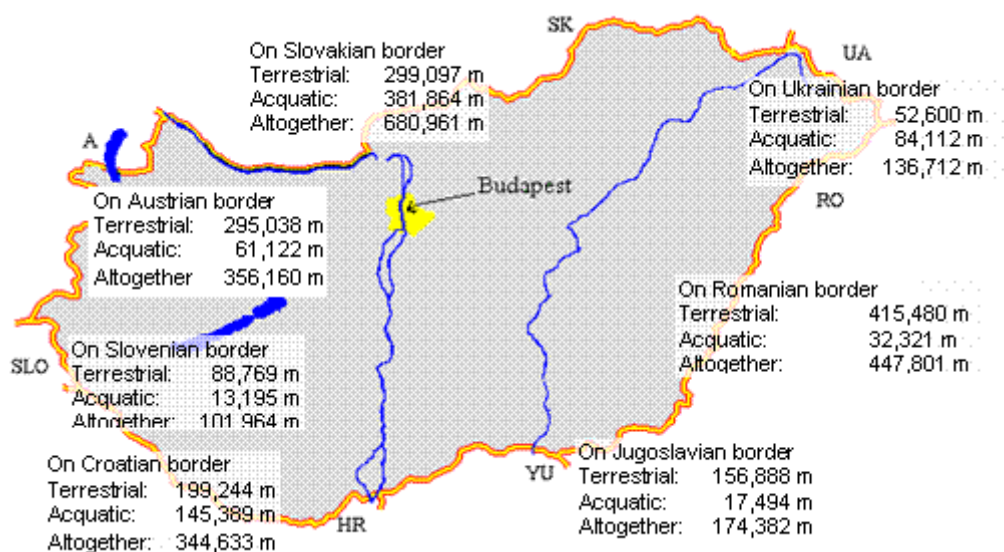 SK
On Slovakian border
Terrestrial: 299,097 m
Acquatic: 381,864 m
Altogether: 680,961 m
UA
On Ukrainian border
Terrestrial: 52,600 m
Acquatic: 84,112 m
Altogether: 136,712 m
A
Budapest
RO
On Austrian border
Terrestrial: 295,038 m
Acquatic: 61,122 m
Altogether 356,160 m
On Romanian border
Terrestrial: 415,480 m
Acquatic: 32,321 m
Altogether: 447,801 m
SLO
On Slovenian border
Terrestrial: 88,769 m
Acquatic: 13,195 m
Altogether: 101,964 m
On Croatian border
Terrestrial: 199,244 m
Acquatic: 145,389 m
Altogether: 344,633 m
HR
YU
On Jugoslavian border
Terrestrial: 156,888 m
Acquatic: 17,494 m
Altogether: 174,382 m